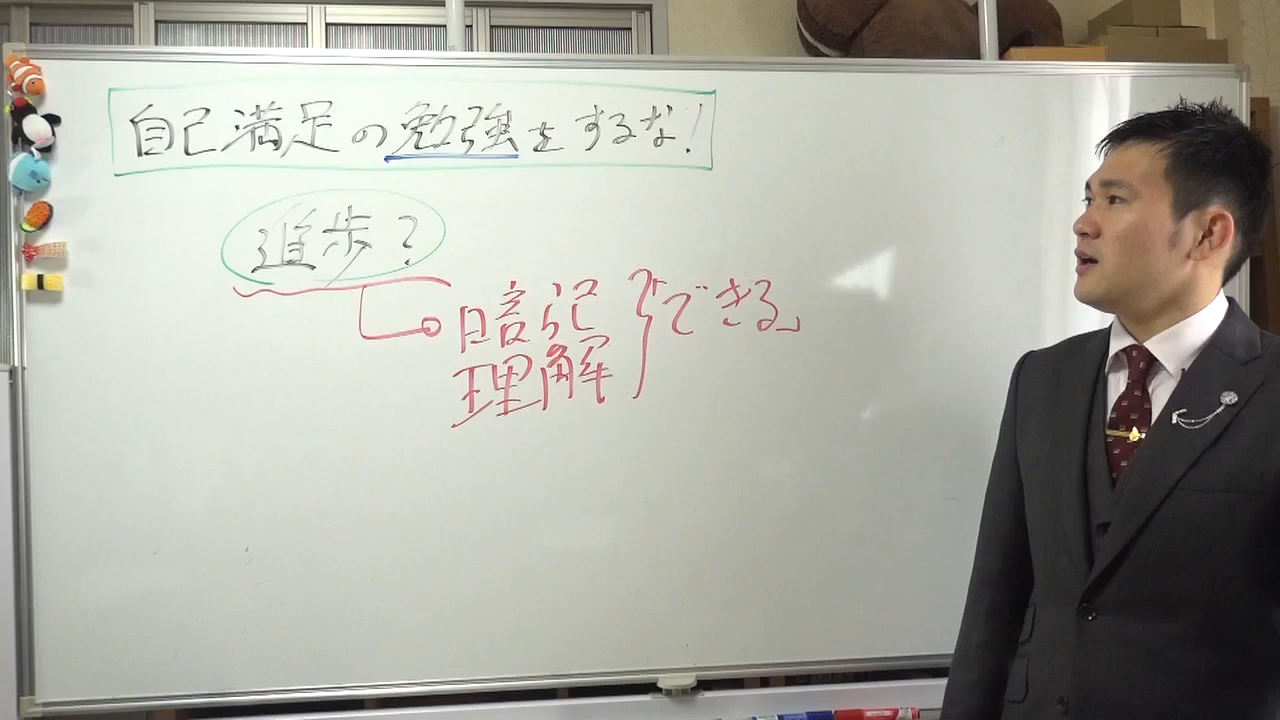 自己満足の勉強をするな!
進歩?
暗記
理解
「できる」